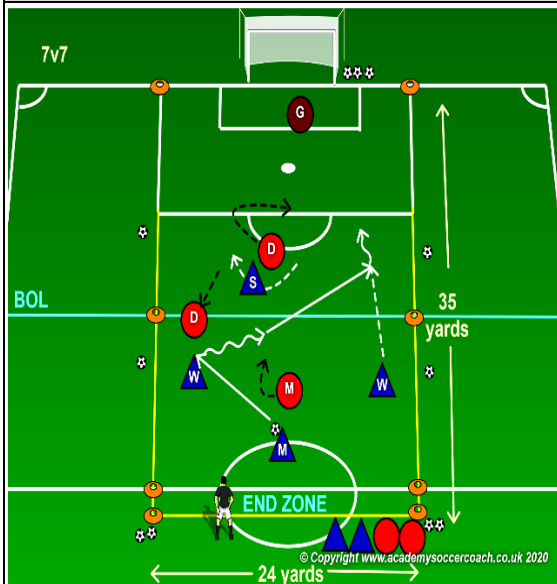 7v7
G
D
S
BOL
D
35
yards
W
W
M
M
END ZONE
© Copyright www.academysoccercoach.co.uk 2020
24 yards